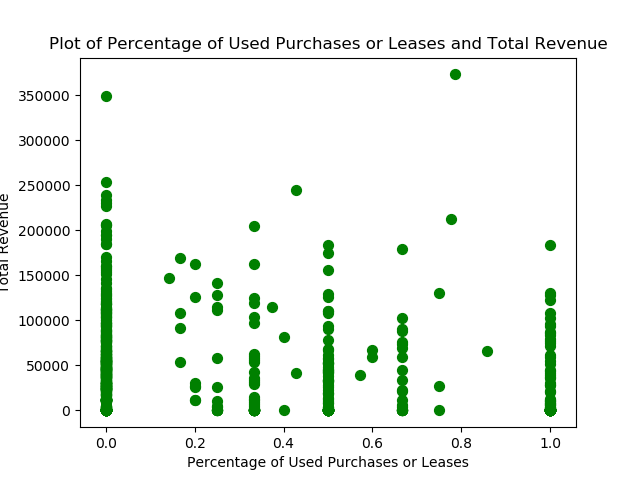 Plot of Percentage of Used Purchases or Leases and Total Revenue
350000
300000
250000
200000
150000
100000
50000
0
Total Revenue
0.0 0.2 0.4 0.6 0.8 1.0
Percentage of Used Purchases or Leases